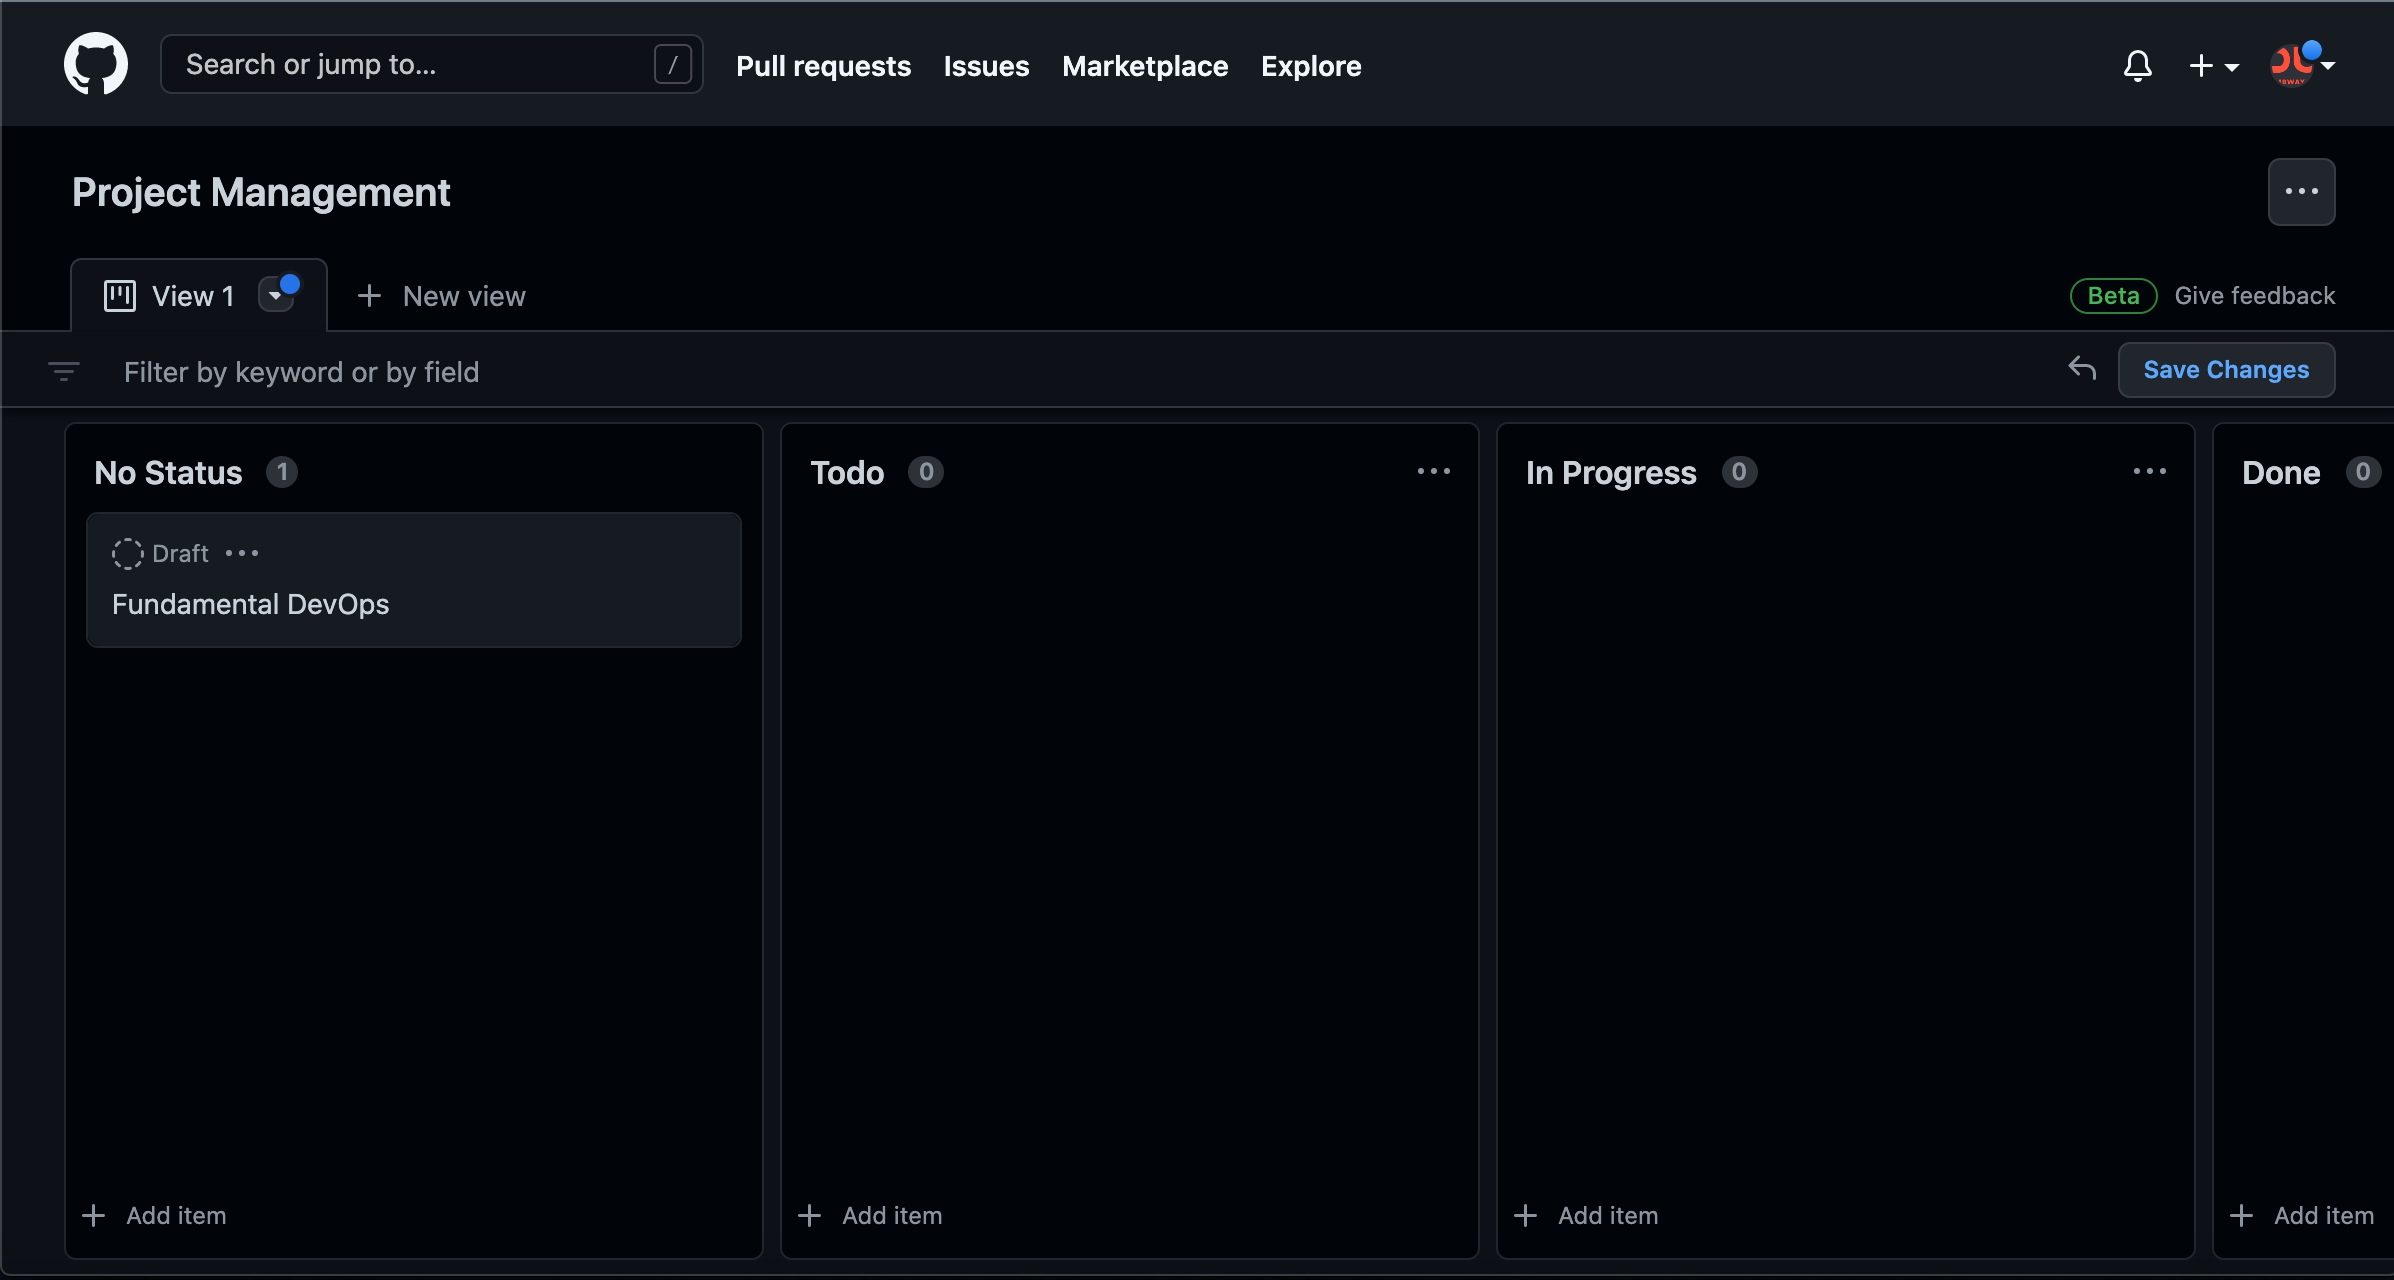 Search or jump to... /
Pull requests Issues Marketplace Explore
Project Management
View 1
New view
Beta
Give feedback
Filter by keyword or by field
Save Changes
No Status 1
Draft
Fundamental DevOps
Add item
Todo 0
Add item
In Progress 0
Add item
Done 0
Add item